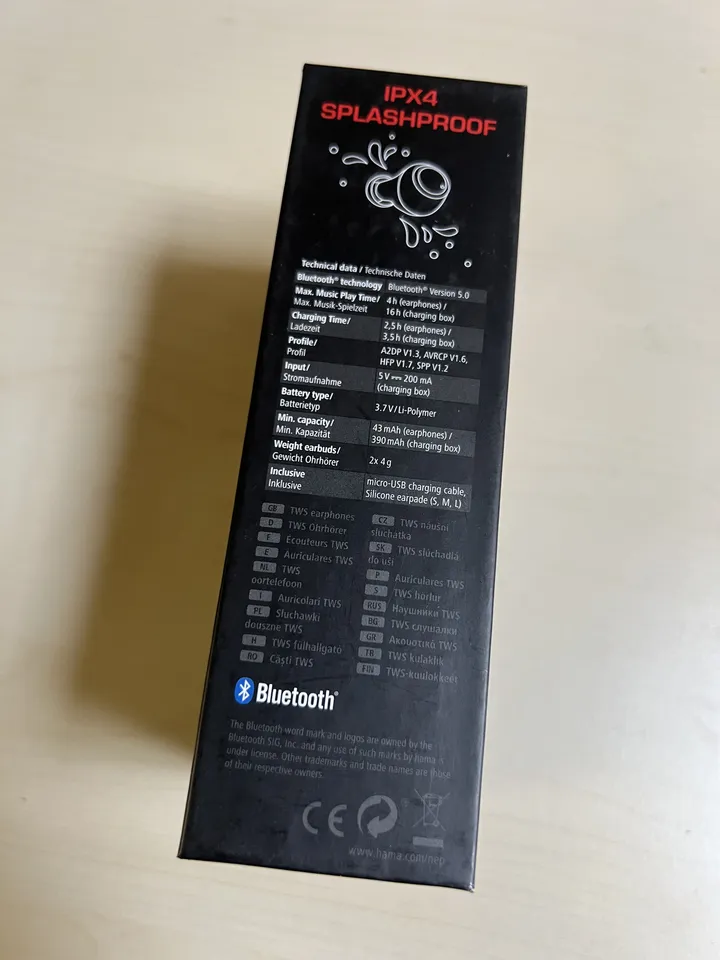 IPX4
SPLASHPROOF
Technical data / Technische Daten
Bluetooth® technology Bluetooth® Version 5.0
Max. Music Play Time/ 4 h (earphones) /
Max. Musik-Spielzeit 16 h (charging box)
Charging Time/ 2,5 h (earphones) /
Ladezeit 3,5 h (charging box)
Profile/ A2DP V1.3, AVRCP V1.6,
Profil HFP V1.7, SPP V1.2
Input/ 5 V ⎓ 200 mA
Stromaufnahme (charging box)
Battery type/
Batterietyp 3.7 V/Li-Polymer
Min. capacity/ 43 mAh (earphones) /
Min. Kapazität 390 mAh (charging box)
Weight earbuds/
Gewicht Ohrhörer 2x 4 g
Inclusive micro-USB charging cable,
Inklusive Silicone earpade (S, M, L)
GB TWS earphones
D TWS Ohrhörer
F Écouteurs TWS
E Auriculares TWS
NL TWS
oortelefoon
I Auricolari TWS
PL Słuchawki
douszne TWS
H TWS fülhallgató
RO Căști TWS
CZ TWS náušní
sluchátka
SK TWS slúchadlá
do uší
P Auriculares TWS
S TWS hörlur
RUS Наушники TWS
BG TWS слушалки
GR Ακουστικά TWS
TR TWS kulaklık
FIN TWS-kuulokkeet
Bluetooth®
The Bluetooth word mark and logos are owned by the
Bluetooth SIG, Inc. and any use of such marks by hama is
under license. Other trademarks and trade names are those
of their respective owners.
CE
www.hama.com/nep